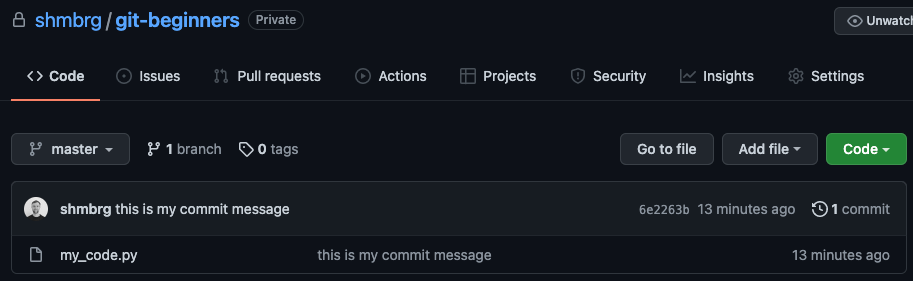 shmbrg / git-beginners Private Unwatch
Code Issues Pull requests Actions Projects Security Insights Settings
master 1 branch 0 tags Go to file Add file Code
shmbrg this is my commit message 6e2263b 13 minutes ago 1 commit
my_code.py this is my commit message 13 minutes ago